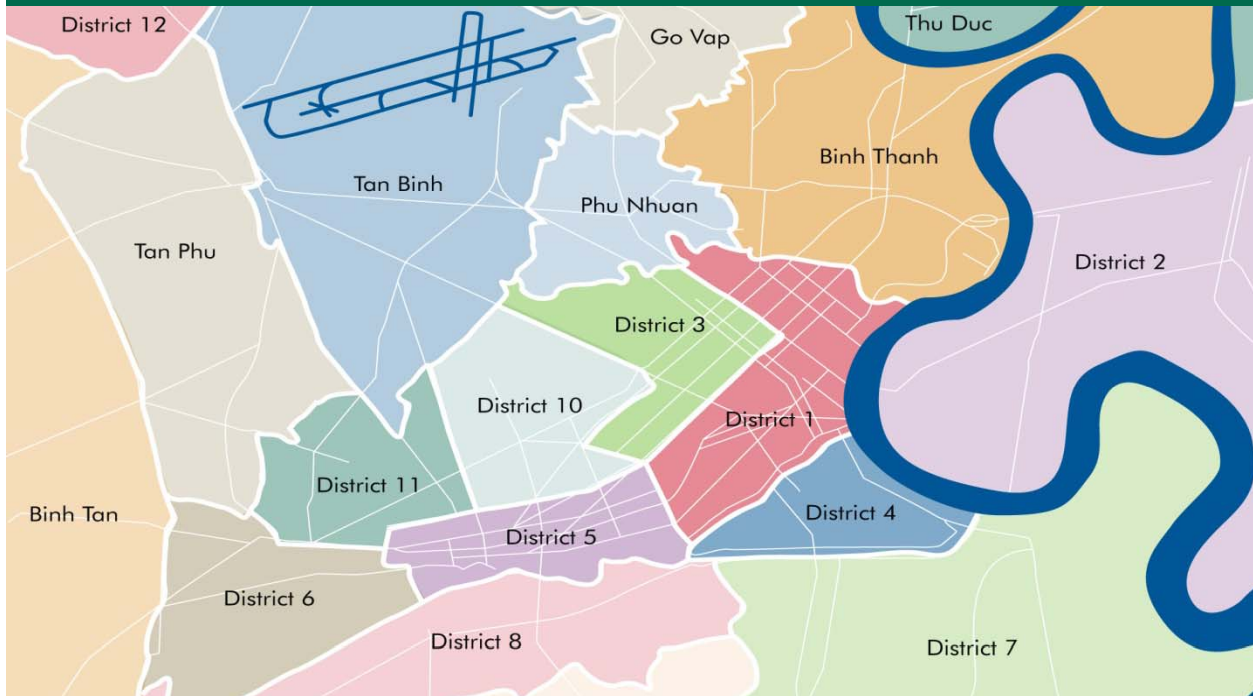 District 12
Go Vap
Thu Duc
Binh Thanh
Tan Binh
Phu Nhuan
Tan Phu
District 2
District 3
District 10
District 1
District 11
District 4
Binh Tan
District 5
District 6
District 8
District 7